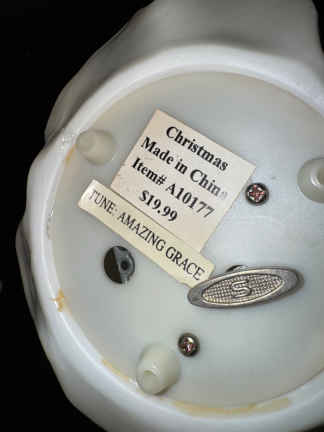 Christmas
Made in China
Item# A10177
$19.99
TUNE: AMAZING GRACE
S